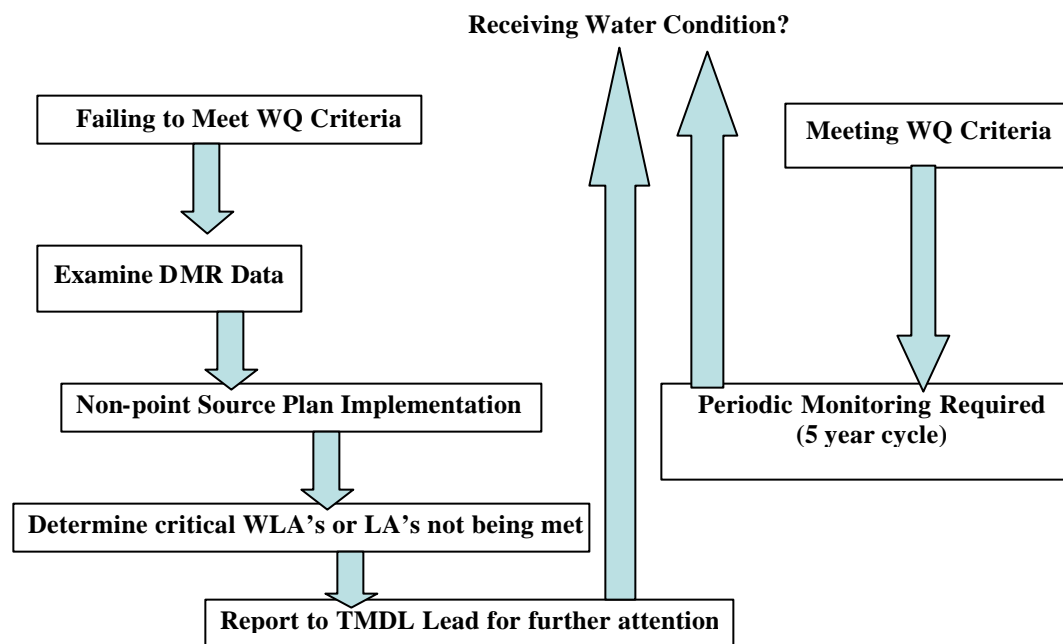 Receiving Water Condition?
Failing to Meet WQ Criteria
Meeting WQ Criteria
Examine DMR Data
Non-point Source Plan Implementation
Periodic Monitoring Required
(5 year cycle)
Determine critical WLA's or LA's not being met
Report to TMDL Lead for further attention